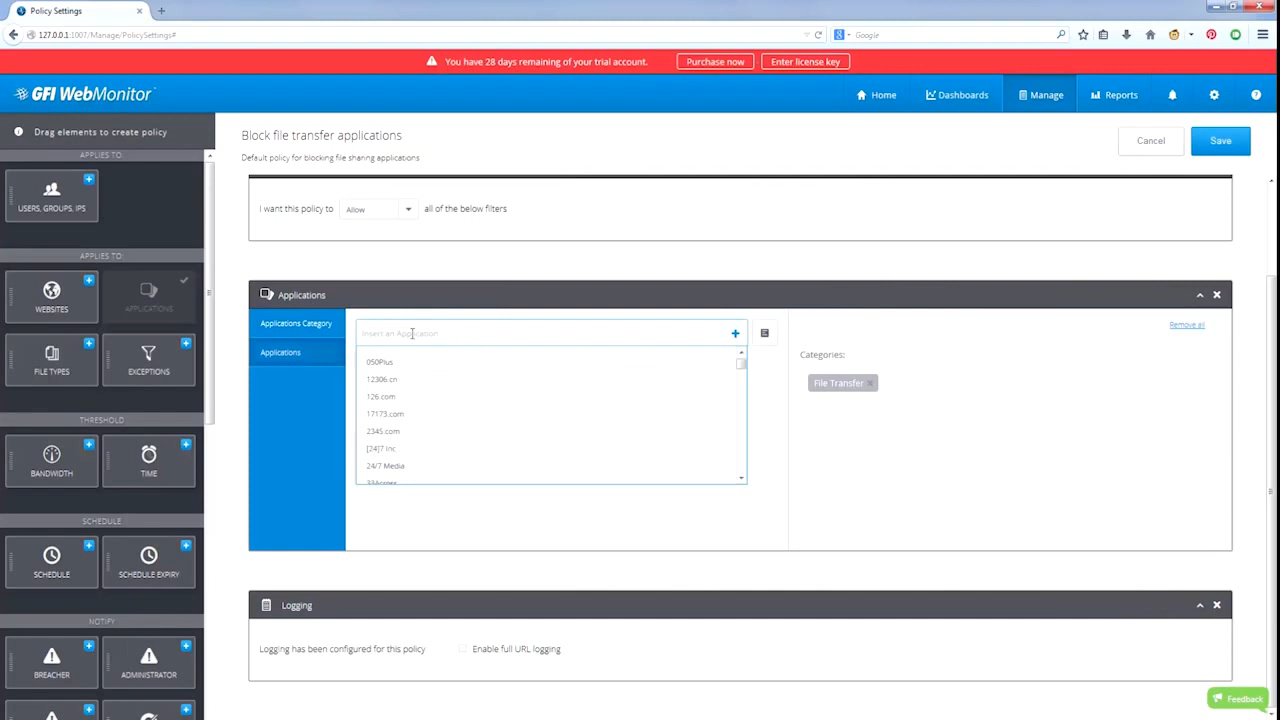 Policy Settings
127.0.0.1:1007/Manage/PolicySettings#
Google
You have 28 days remaining of your trial account.
Purchase now
Enter license key
GFI WebMonitor
Home
Dashboards
Manage
Reports
Drag elements to create policy
Block file transfer applications
Default policy for blocking file sharing applications
Cancel
Save
APPLIES TO:
USERS, GROUPS, IPS
APPLIES TO:
WEBSITES
APPLICATIONS
FILE TYPES
EXCEPTIONS
THRESHOLD
BANDWIDTH
TIME
SCHEDULE
SCHEDULE
SCHEDULE EXPIRY
NOTIFY
BREACHER
ADMINISTRATOR
I want this policy to Allow all of the below filters
Applications
Applications Category
Applications
Insert an Application
050Plus
12306.cn
126.com
17173.com
2345.com
[24]7 Inc
24/7 Media
33Across
Remove all
Categories:
File Transfer
Logging
Logging has been configured for this policy
Enable full URL logging
Feedback